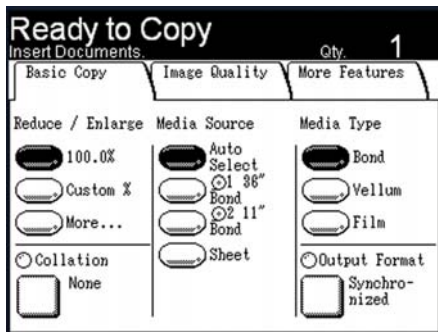 Ready to Copy
Insert Documents.
Qty. 1
Basic Copy
Image Quality
More Features
Reduce / Enlarge
100.0%
Custom %
More...
Collation
None
Media Source
Auto
Select
1 36"
Bond
2 11"
Bond
Sheet
Media Type
Bond
Vellum
Film
Output Format
Synchro-
nized